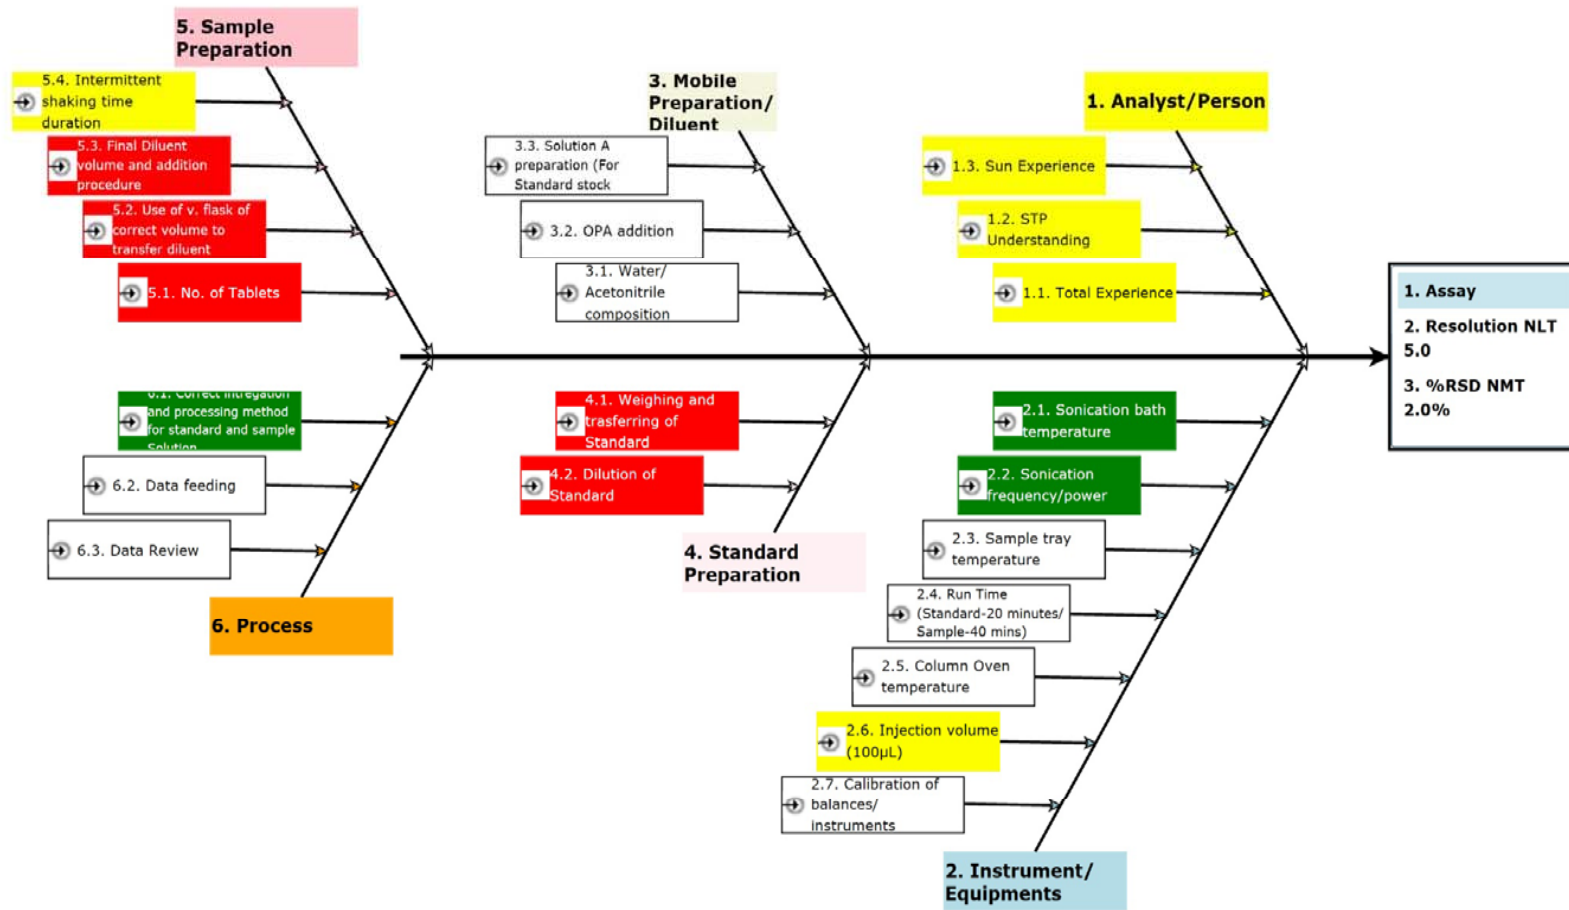 5. Sample
Preparation
5.4. Intermittent
shaking time
duration
5.3. Final Diluent
volume and addition
procedure
5.2. Use of v. flask of
correct volume to
transfer diluent
5.1. No. of Tablets
3. Mobile
Preparation/
Diluent
3.3. Solution A
preparation (For
Standard stock
3.2. OPA addition
3.1. Water/
Acetonitrile
composition
1. Analyst/Person
1.3. Sun Experience
1.2. STP
Understanding
1.1. Total Experience
1. Assay
2. Resolution NLT
5.0
3. %RSD NMT
2.0%
6.1. Correct intregation
and processing method
for standard and sample
Solution
6.2. Data feeding
6.3. Data Review
6. Process
4.1. Weighing and
trasferring of
Standard
4.2. Dilution of
Standard
4. Standard
Preparation
2.1. Sonication bath
temperature
2.2. Sonication
frequency/power
2.3. Sample tray
temperature
2.4. Run Time
(Standard-20 minutes/
Sample-40 mins)
2.5. Column Oven
temperature
2.6. Injection volume
(100µL)
2.7. Calibration of
balances/
instruments
2. Instrument/
Equipments